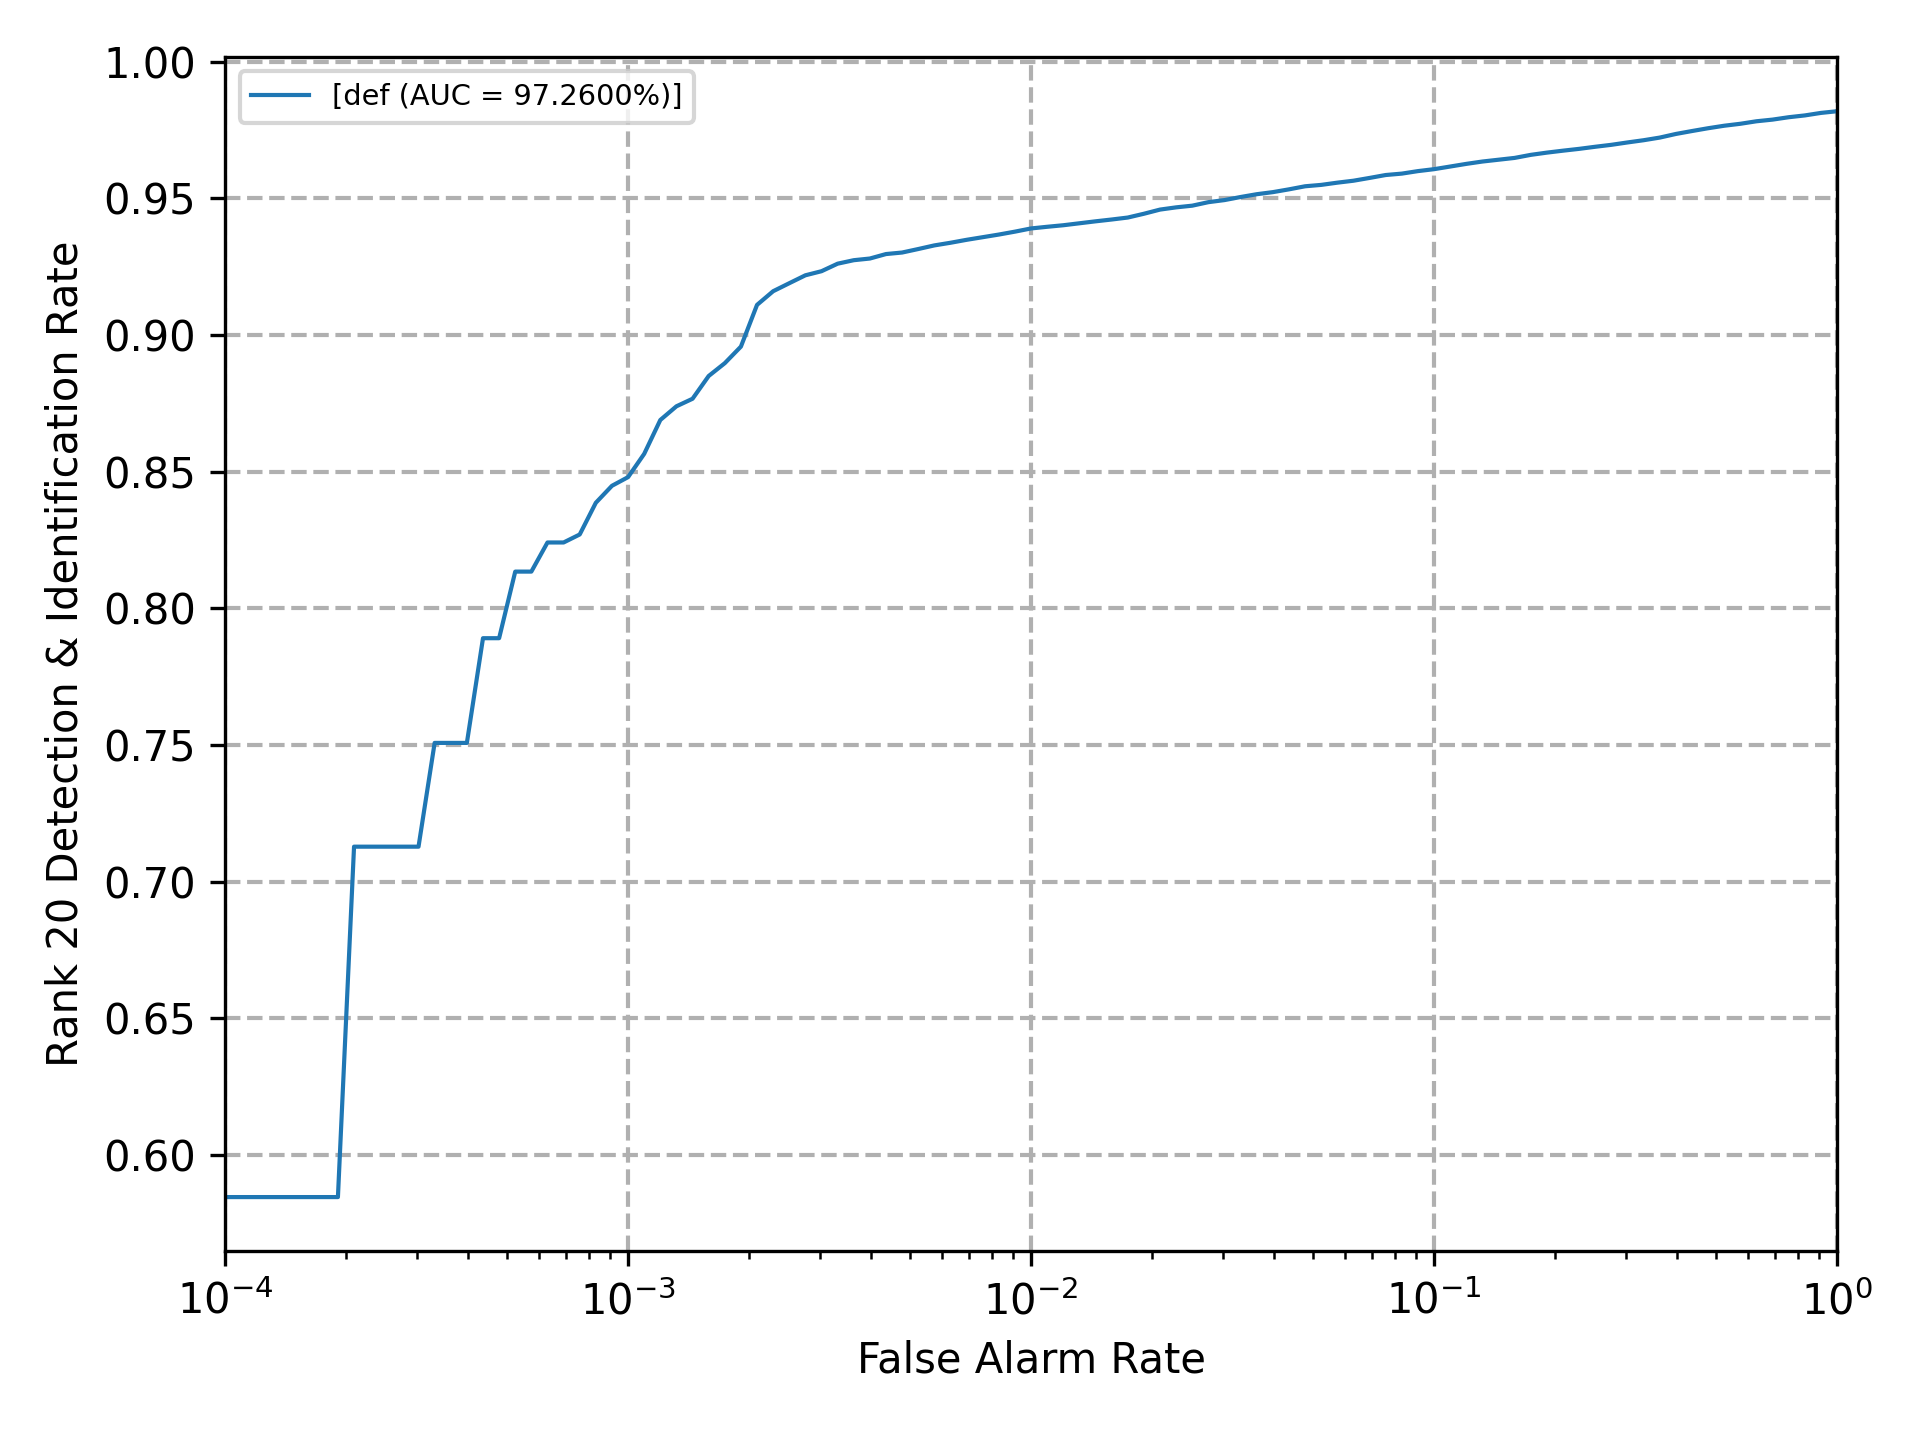 [def (AUC = 97.2600%)]
1.00
0.95
0.90
0.85
0.80
0.75
0.70
0.65
0.60
Rank 20 Detection & Identification Rate
10⁻⁴ 10⁻³ 10⁻² 10⁻¹ 10⁰
False Alarm Rate